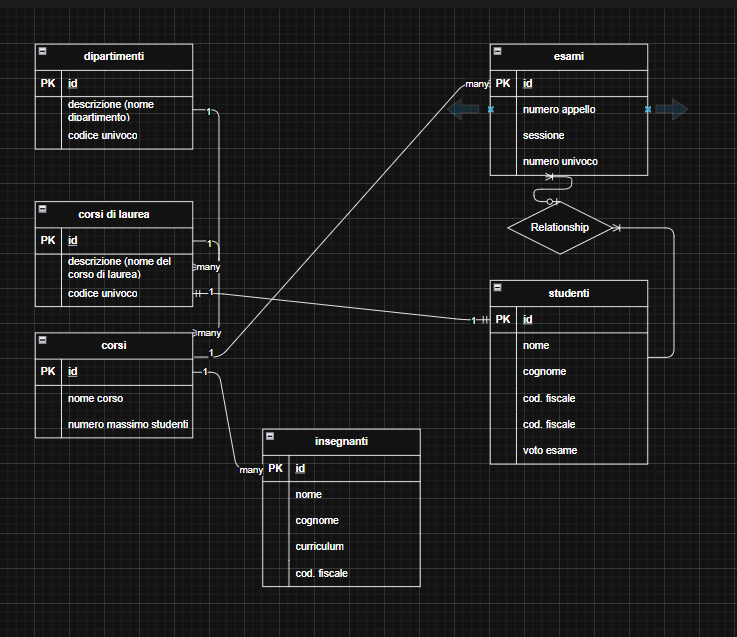 dipartimenti
PK id
descrizione (nome
dipartimento)
codice univoco
1
corsi di laurea
PK id
descrizione (nome del
corso di laurea)
codice univoco
1
many
1
many
corsi
PK id
nome corso
numero massimo studenti
1
1
many
insegnanti
PK id
nome
cognome
curriculum
cod. fiscale
many
esami
PK id
numero appello
sessione
numero univoco
Relationship
1
studenti
PK id
nome
cognome
cod. fiscale
cod. fiscale
voto esame